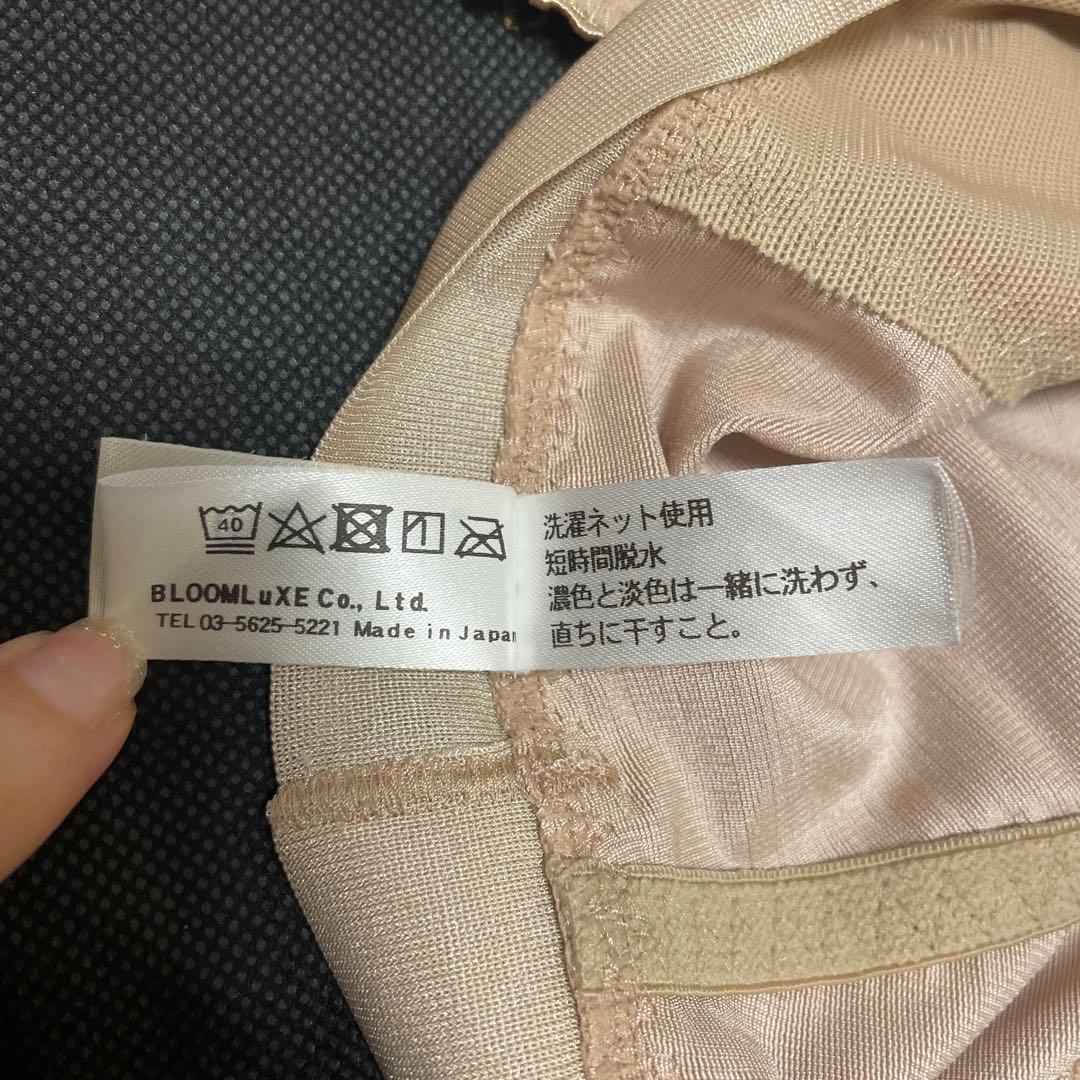 40
BLOOMLuXE Co., Ltd.
TEL 03-5625-5221 Made in Japan
洗濯ネット使用
短時間脱水
濃色と淡色は一緒に洗わず、
直ちに干すこと。